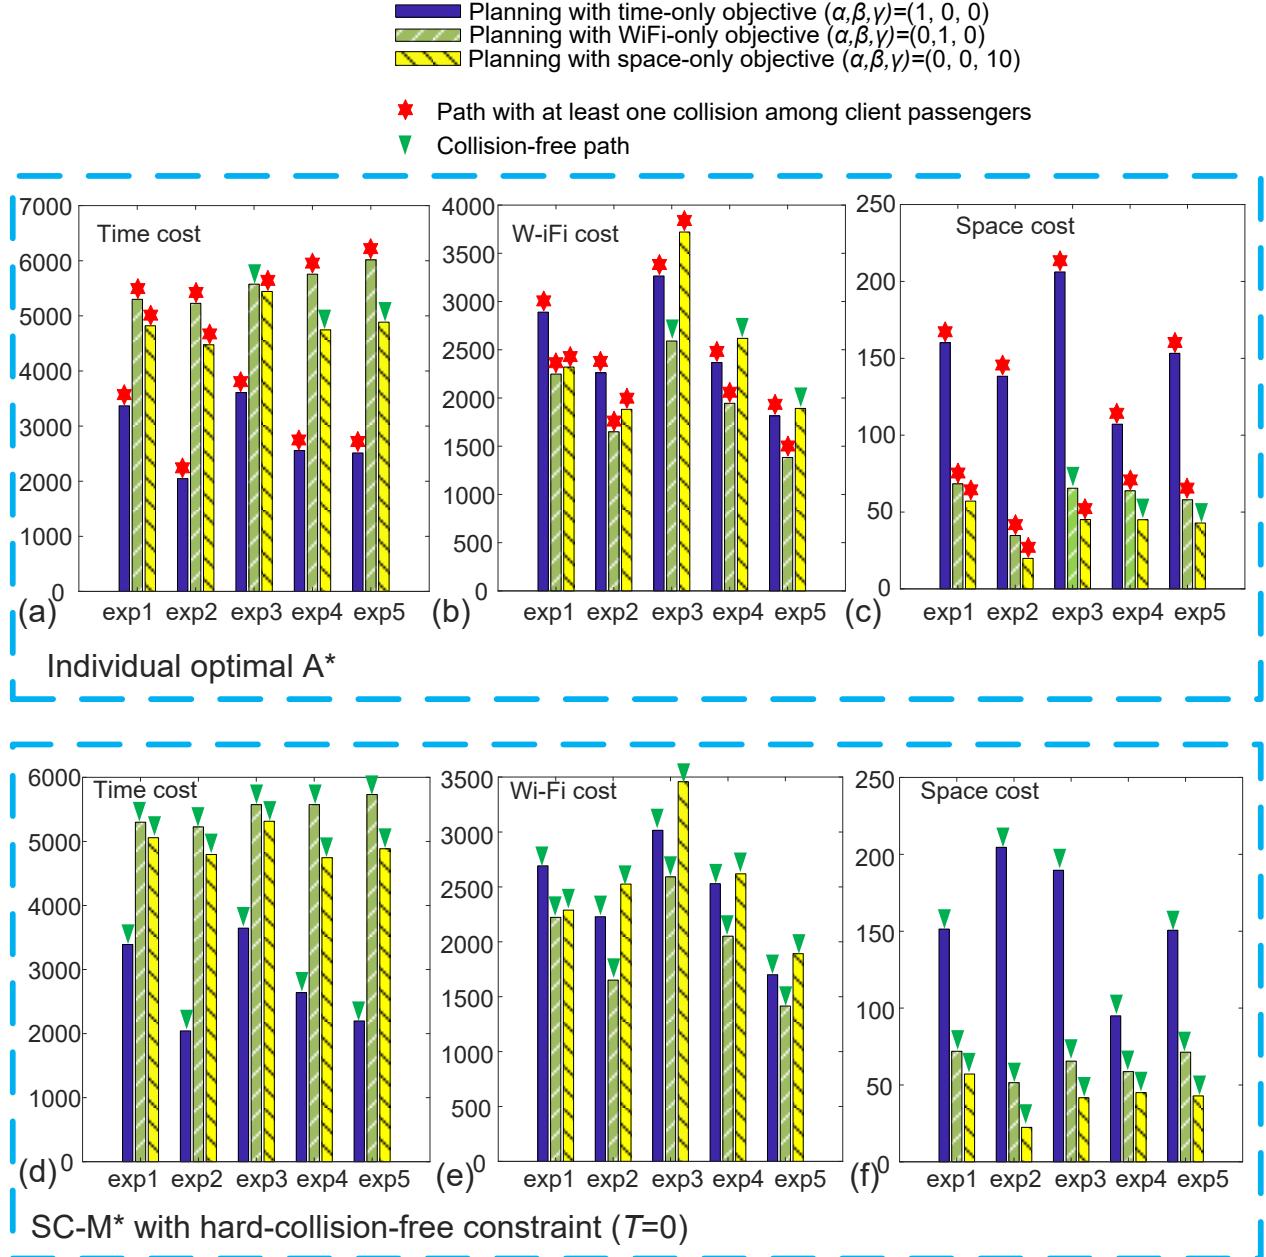 Planning with time-only objective (α,β,γ)=(1, 0, 0)
Planning with WiFi-only objective (α,β,γ)=(0,1, 0)
Planning with space-only objective (α,β,γ)=(0, 0, 10)
Path with at least one collision among client passengers
Collision-free path
7000
6000
5000
4000
3000
2000
1000
0
Time cost
(a)
exp1 exp2 exp3 exp4 exp5
4000
3500
3000
2500
2000
1500
1000
500
0
W-iFi cost
(b)
exp1 exp2 exp3 exp4 exp5
250
200
150
100
50
0
Space cost
(c)
exp1 exp2 exp3 exp4 exp5
Individual optimal A*
6000
5000
4000
3000
2000
1000
0
Time cost
(d)
exp1 exp2 exp3 exp4 exp5
3500
3000
2500
2000
1500
1000
500
0
Wi-Fi cost
(e)
exp1 exp2 exp3 exp4 exp5
250
200
150
100
50
0
Space cost
(f)
exp1 exp2 exp3 exp4 exp5
SC-M* with hard-collision-free constraint (T=0)